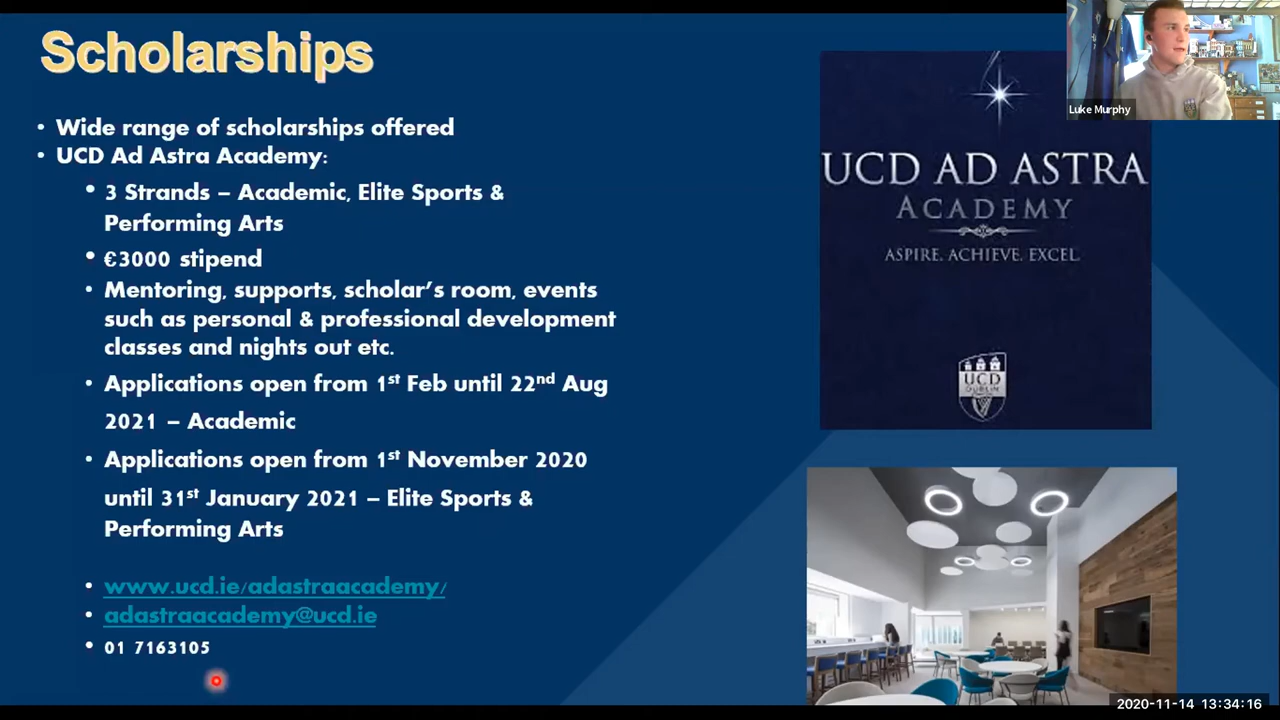 Scholarships
• Wide range of scholarships offered
• UCD Ad Astra Academy:
• 3 Strands – Academic, Elite Sports &
Performing Arts
• €3000 stipend
• Mentoring, supports, scholar's room, events
such as personal & professional development
classes and nights out etc.
• Applications open from 1st Feb until 22nd Aug
2021 – Academic
• Applications open from 1st November 2020
until 31st January 2021 – Elite Sports &
Performing Arts
• www.ucd.ie/adastraacademy/
• adastraacademy@ucd.ie
• 01 7163105
UCD AD ASTRA
ACADEMY
ASPIRE. ACHIEVE. EXCEL.
UCD
DUBLIN
Luke Murphy
2020-11-14 13:34:16